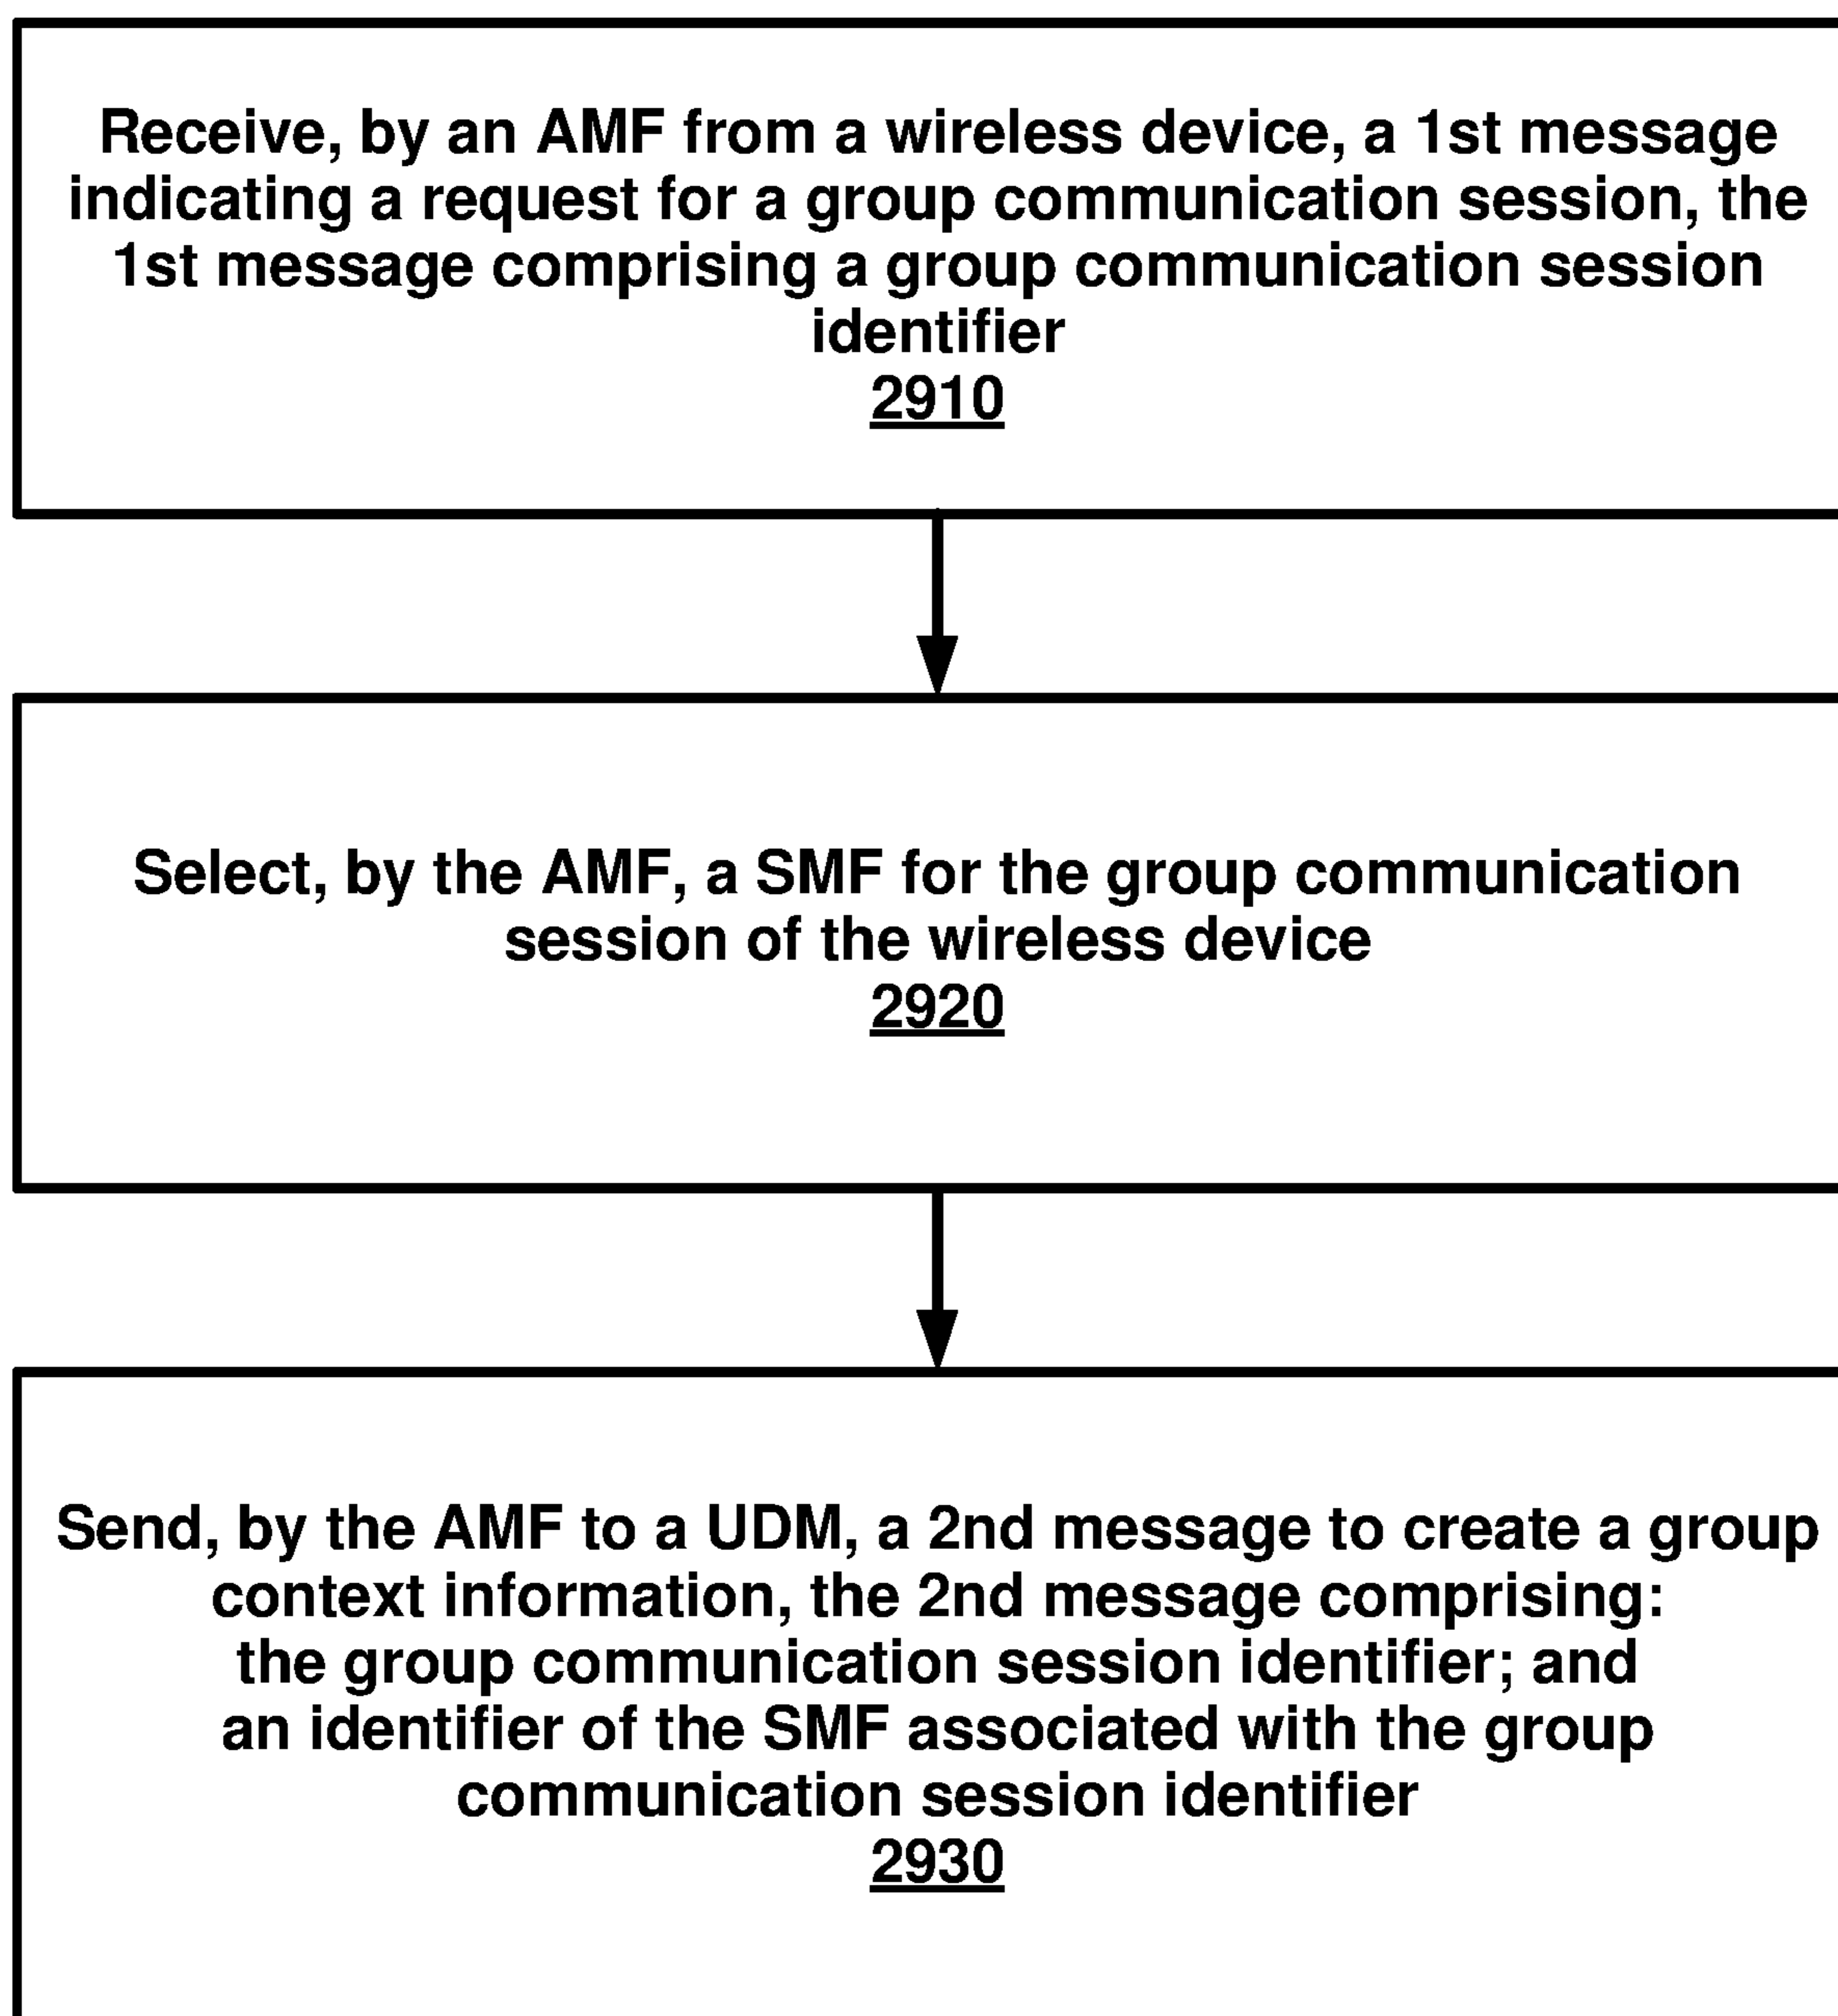 Receive, by an AMF from a wireless device, a 1st message
indicating a request for a group communication session, the
1st message comprising a group communication session
identifier
2910
Select, by the AMF, a SMF for the group communication
session of the wireless device
2920
Send, by the AMF to a UDM, a 2nd message to create a group
context information, the 2nd message comprising:
the group communication session identifier; and
an identifier of the SMF associated with the group
communication session identifier
2930